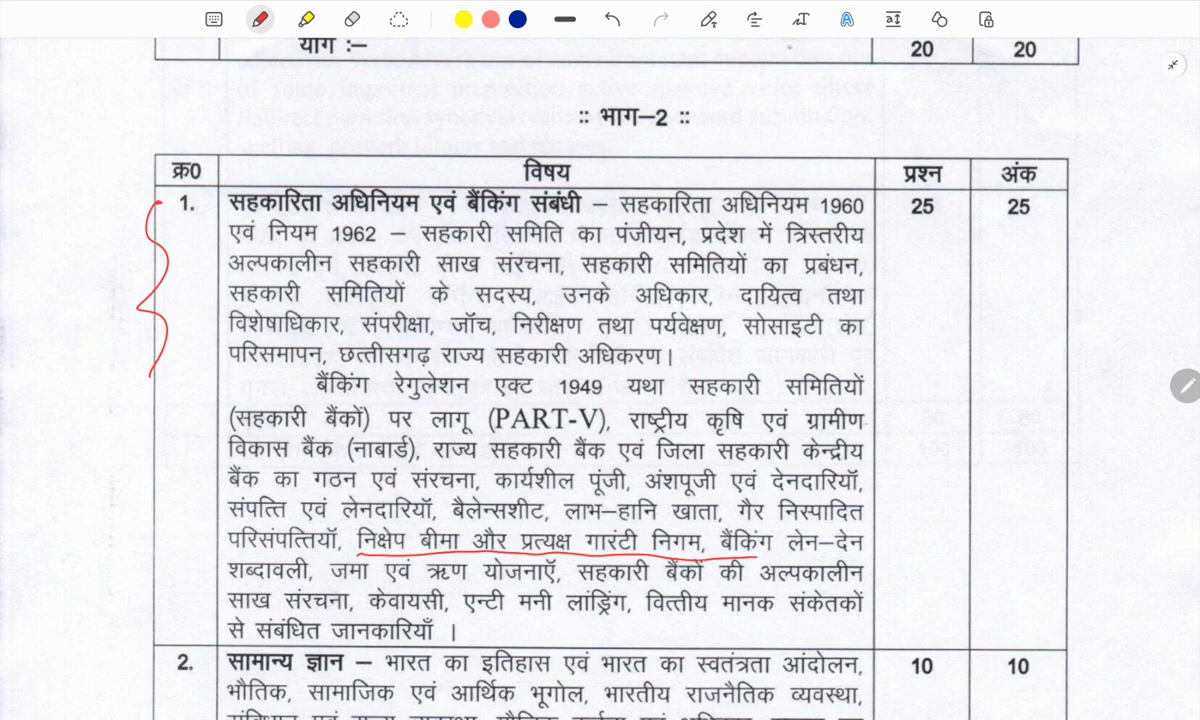 योग :–
20
20
:: भाग–2 ::
क्र0
विषय
प्रश्न
अंक
1.
सहकारिता अधिनियम एवं बैंकिंग संबंधी – सहकारिता अधिनियम 1960
25
25
एवं नियम 1962 – सहकारी समिति का पंजीयन, प्रदेश में त्रिस्तरीय
अल्पकालीन सहकारी साख संरचना, सहकारी समितियों का प्रबंधन,
सहकारी समितियों के सदस्य, उनके अधिकार, दायित्व तथा
विशेषाधिकार, संपरीक्षा, जॉच, निरीक्षण तथा पर्यवेक्षण, सोसाइटी का
परिसमापन, छत्तीसगढ़ राज्य सहकारी अधिकरण।
बैंकिंग रेगुलेशन एक्ट 1949 यथा सहकारी समितियों
(सहकारी बैंकों) पर लागू (PART-V), राष्ट्रीय कृषि एवं ग्रामीण
विकास बैंक (नाबार्ड), राज्य सहकारी बैंक एवं जिला सहकारी केन्द्रीय
बैंक का गठन एवं संरचना, कार्यशील पूंजी, अंशपूजी एवं देनदारियॉ,
संपत्ति एवं लेनदारियॉ, बैलेन्सशीट, लाभ–हानि खाता, गैर निस्पादित
परिसंपत्तियॉ, निक्षेप बीमा और प्रत्यक्ष गारंटी निगम, बैंकिंग लेन–देन
शब्दावली, जमा एवं ऋण योजनाऍ, सहकारी बैंकों की अल्पकालीन
साख संरचना, केवायसी, एन्टी मनी लांड्रिंग, वित्तीय मानक संकेतकों
से संबंधित जानकारियॉं ।
2.
सामान्य ज्ञान – भारत का इतिहास एवं भारत का स्वतंत्रता आंदोलन,
10
10
भौतिक, सामाजिक एवं आर्थिक भूगोल, भारतीय राजनैतिक व्यवस्था,